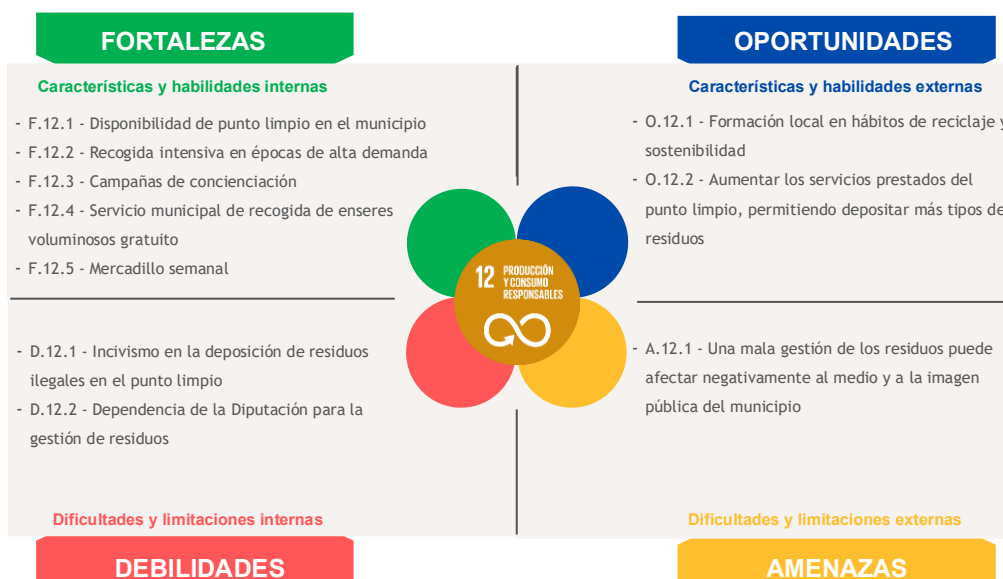 FORTALEZAS
Características y habilidades internas
- F.12.1 - Disponibilidad de punto limpio en el municipio
- F.12.2 - Recogida intensiva en épocas de alta demanda
- F.12.3 - Campañas de concienciación
- F.12.4 - Servicio municipal de recogida de enseres
voluminosos gratuito
- F.12.5 - Mercadillo semanal
OPORTUNIDADES
Características y habilidades externas
- O.12.1 - Formación local en hábitos de reciclaje y
sostenibilidad
- O.12.2 - Aumentar los servicios prestados del
punto limpio, permitiendo depositar más tipos de
residuos
12 PRODUCCIÓN
Y CONSUMO
RESPONSABLES
- D.12.1 - Incivismo en la deposición de residuos
ilegales en el punto limpio
- D.12.2 - Dependencia de la Diputación para la
gestión de residuos
Dificultades y limitaciones internas
DEBILIDADES
- A.12.1 - Una mala gestión de los residuos puede
afectar negativamente al medio y a la imagen
pública del municipio
Dificultades y limitaciones externas
AMENAZAS